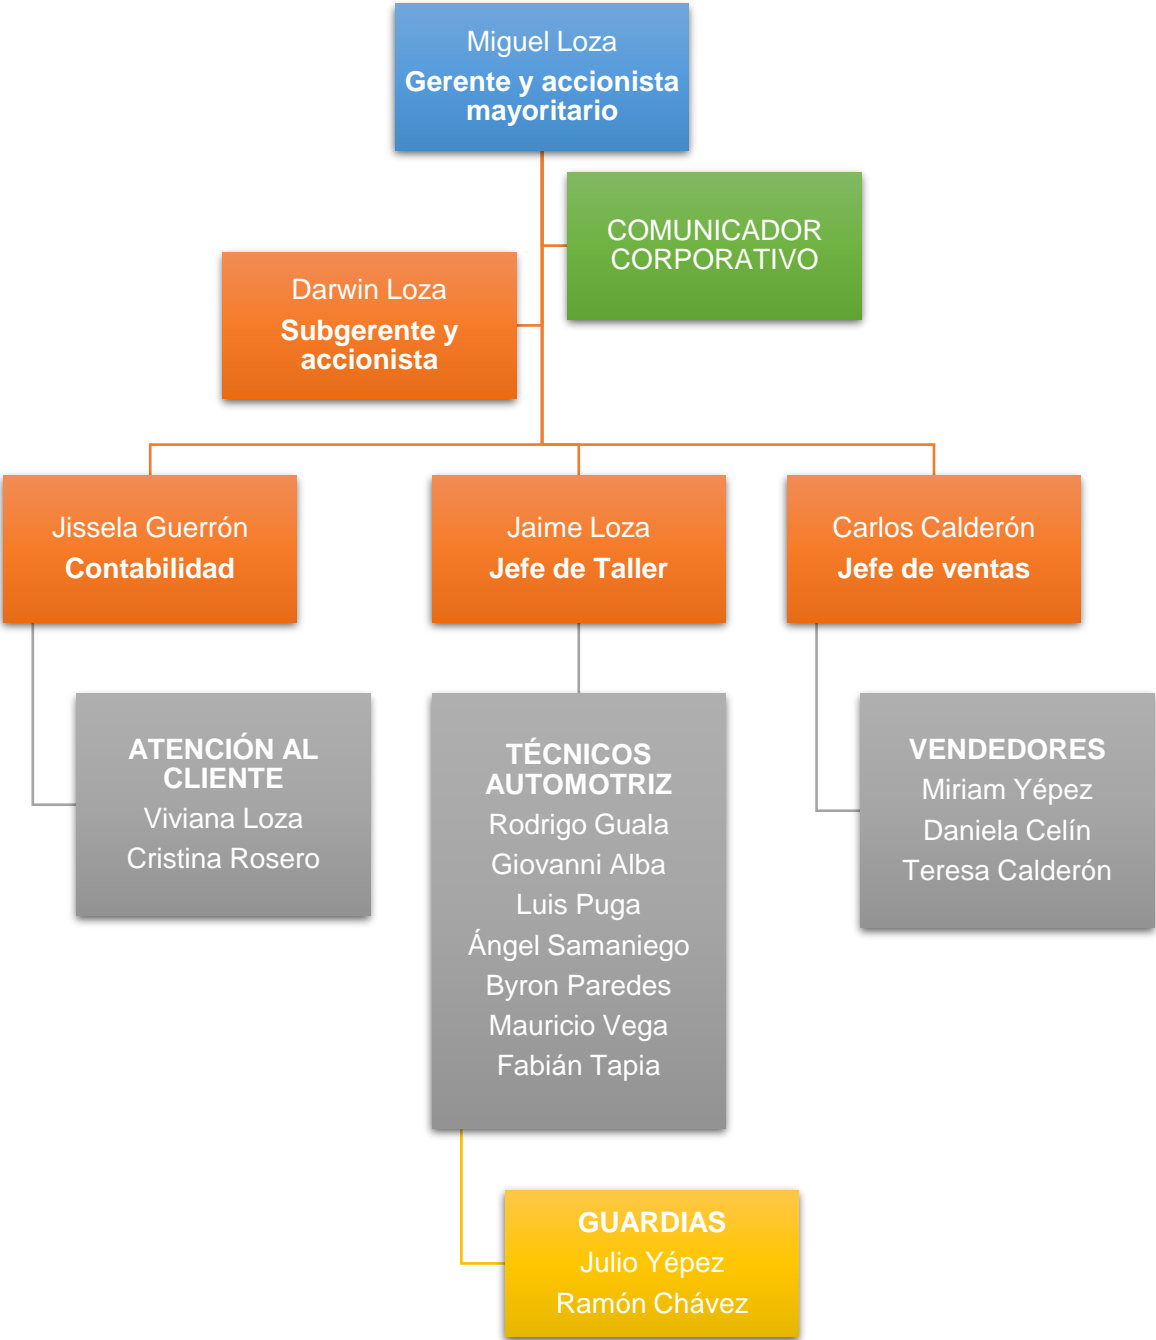 Miguel Loza
Gerente y accionista
mayoritario
COMUNICADOR
CORPORATIVO
Darwin Loza
Subgerente y
accionista
Jissela Guerrón
Contabilidad
Jaime Loza
Jefe de Taller
Carlos Calderón
Jefe de ventas
ATENCIÓN AL
CLIENTE
Viviana Loza
Cristina Rosero
TÉCNICOS
AUTOMOTRIZ
Rodrigo Guala
Giovanni Alba
Luis Puga
Ángel Samaniego
Byron Paredes
Mauricio Vega
Fabián Tapia
VENDEDORES
Miriam Yépez
Daniela Celín
Teresa Calderón
GUARDIAS
Julio Yépez
Ramón Chávez